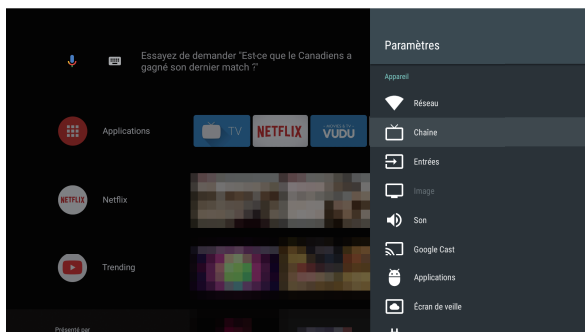 Essayez de demander "Est-ce que le Canadiens a
gagné son dernier match ?"
Applications
TV
NETFLIX
VUDU
NETFLIX
Netflix
Trending
Présenté par
Paramètres
Appareil
Réseau
Chaîne
Entrées
Image
Son
Google Cast
Applications
Écran de veille